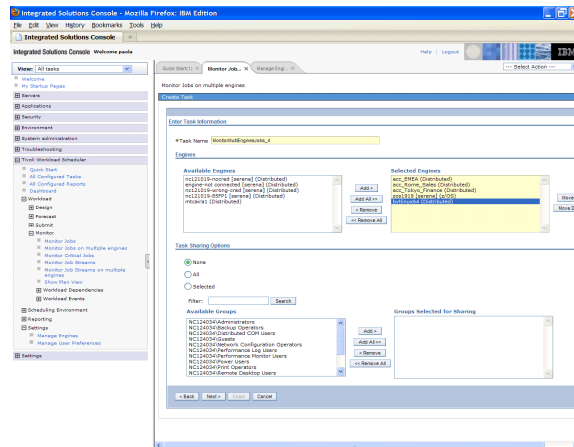 Integrated Solutions Console - Mozilla Firefox: IBM Edition
File Edit View History Bookmarks Tools Help
Integrated Solutions Console
Integrated Solutions Console Welcome paola
Help | Logout
IBM
View: All tasks
Welcome
My Startup Pages
Servers
Applications
Security
Environment
System administration
Troubleshooting
Tivoli Workload Scheduler
Quick Start
All Configured Tasks
All Configured Reports
Dashboard
Workload
Design
Forecast
Submit
Monitor
Monitor Jobs
Monitor Jobs on multiple engines
Monitor Critical Jobs
Monitor Job Streams
Monitor Job Streams on multiple
engines
Show Plan View
Workload Dependencies
Workload Events
Scheduling Environment
Reporting
Settings
Manage Engines
Manage User Preferences
Settings
Quick Start(1) Monitor Job... Manage Eng...
--- Select Action ---
Monitor Jobs on multiple engines
Create Task
Enter Task Information
*Task Name MonitorMultiEnginesJobs_4
Engines
Available Engines
nc121019-nocred [serena] (Distributed)
engine-not connected [serena] (Distributed)
nc121019-wrong-cred [serena] (Distributed)
nc121019-85FP1 [serena] (Distributed)
mtcavra1 (Distributed)
Add >
Add All >>
< Remove
<< Remove All
Selected Engines
acc_EMEA (Distributed)
acc_Rome_Sales (Distributed)
acc_Tokyo_Finance (Distributed)
Move
Move D
Task Sharing Options
None
All
Selected
Filter: Search
Available Groups
NC124034\Administrators
NC124034\Backup Operators
NC124034\Distributed COM Users
NC124034\Guests
NC124034\Network Configuration Operators
NC124034\Performance Log Users
NC124034\Performance Monitor Users
NC124034\Power Users
NC124034\Print Operators
NC124034\Remote Desktop Users
Add >
Add All >>
< Remove
<< Remove All
Groups Selected for Sharing
< Back Next > Finish Cancel